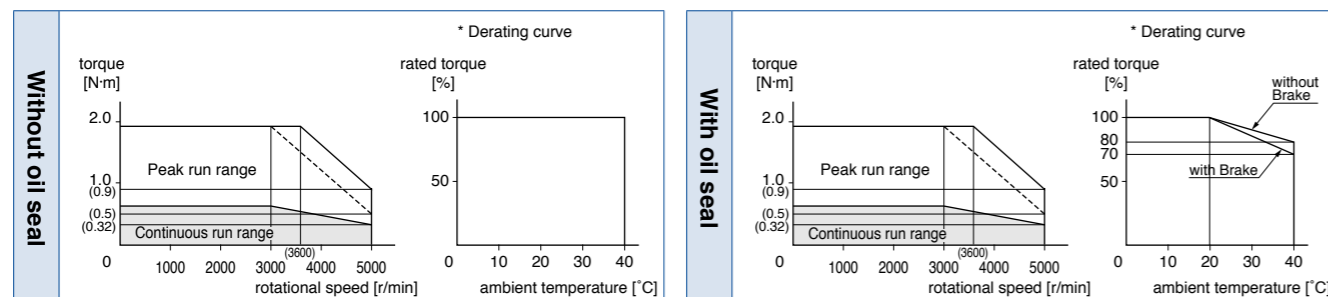 Without oil seal
* Derating curve
torque
[N·m]
rated torque
[%]
2.0
1.0
(0.9)
(0.5)
(0.32)
Peak run range
Continuous run range
0
1000
2000
3000
(3600)
4000
5000
rotational speed [r/min]
100
50
0
10
20
30
40
ambient temperature [˚C]
With oil seal
* Derating curve
torque
[N·m]
rated torque
[%]
2.0
1.0
(0.9)
(0.5)
(0.32)
Peak run range
Continuous run range
0
1000
2000
3000
(3600)
4000
5000
rotational speed [r/min]
without
Brake
100
80
70
50
with Brake
0
10
20
30
40
ambient temperature [˚C]